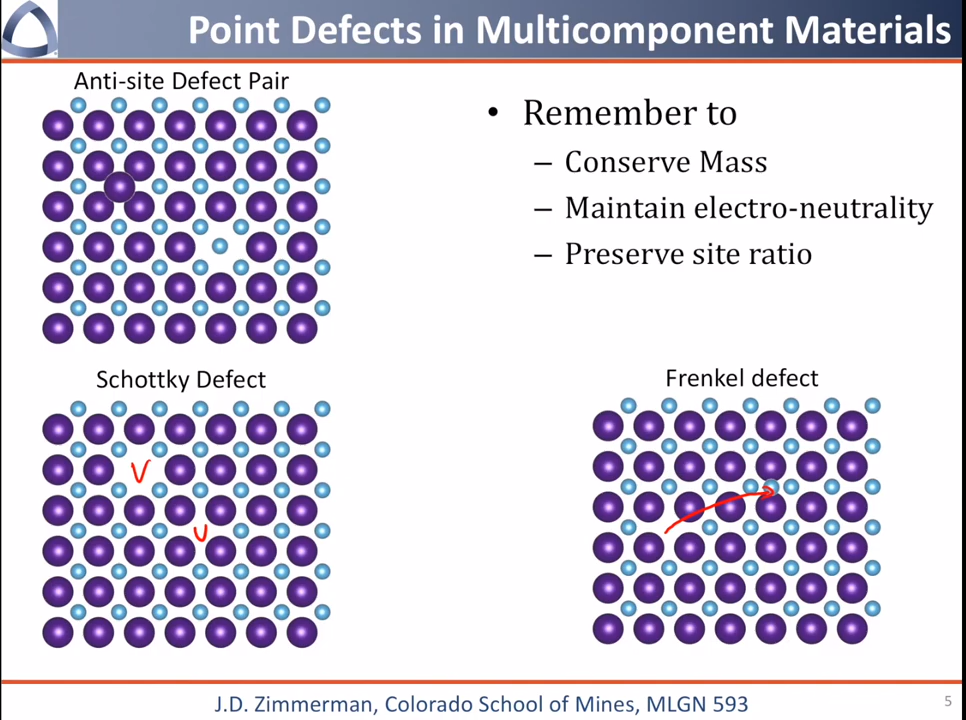 Point Defects in Multicomponent Materials
Anti-site Defect Pair
• Remember to
– Conserve Mass
– Maintain electro-neutrality
– Preserve site ratio
Schottky Defect
V
V
Frenkel defect
J.D. Zimmerman, Colorado School of Mines, MLGN 593
5